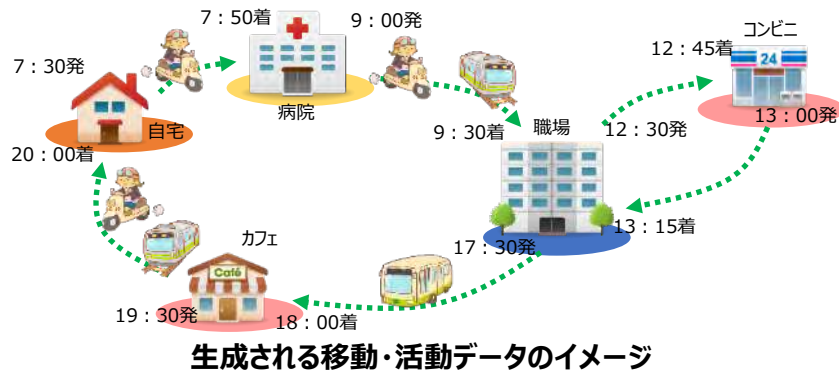 7：50着
9：00発
コンビニ
12：45着
24
7：30発
13：00発
病院
自宅
9：30着
職場
12：30発
20：00着
13：15着
カフェ
17：30発
Café
19：30発
18：00着
生成される移動・活動データのイメージ